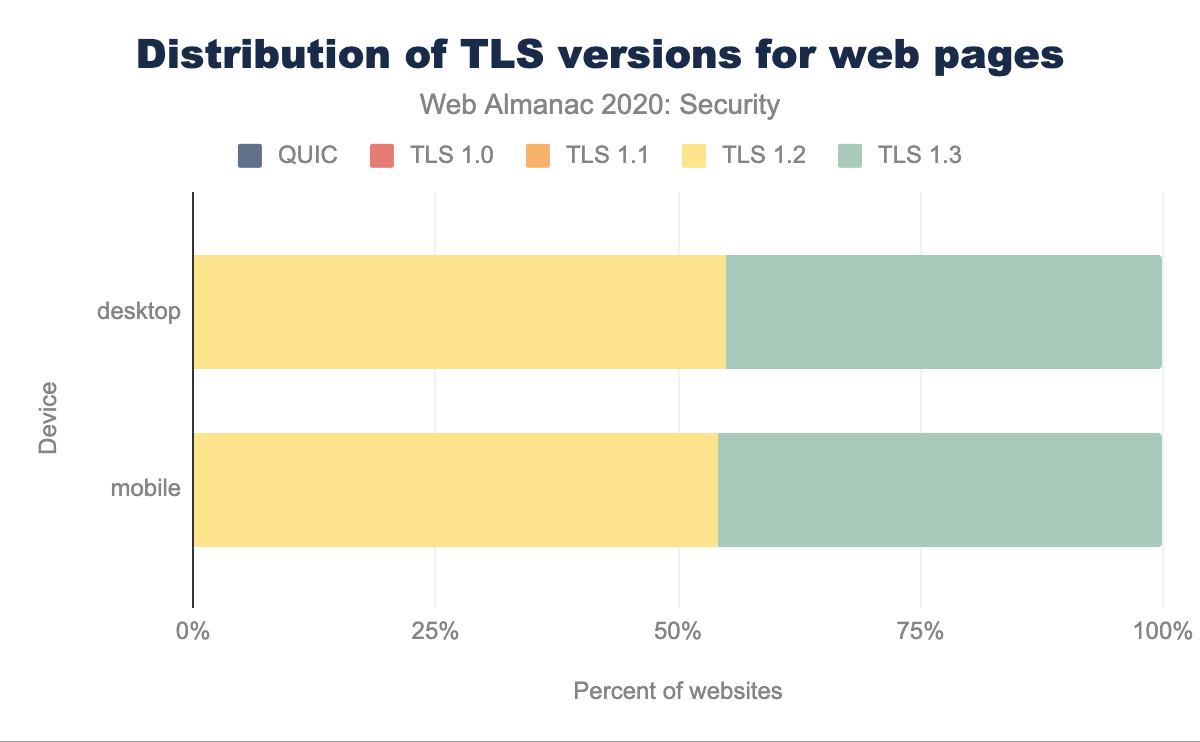 Distribution of TLS versions for web pages
Web Almanac 2020: Security
QUIC TLS 1.0 TLS 1.1 TLS 1.2 TLS 1.3
desktop
Device
mobile
0% 25% 50% 75% 100%
Percent of websites